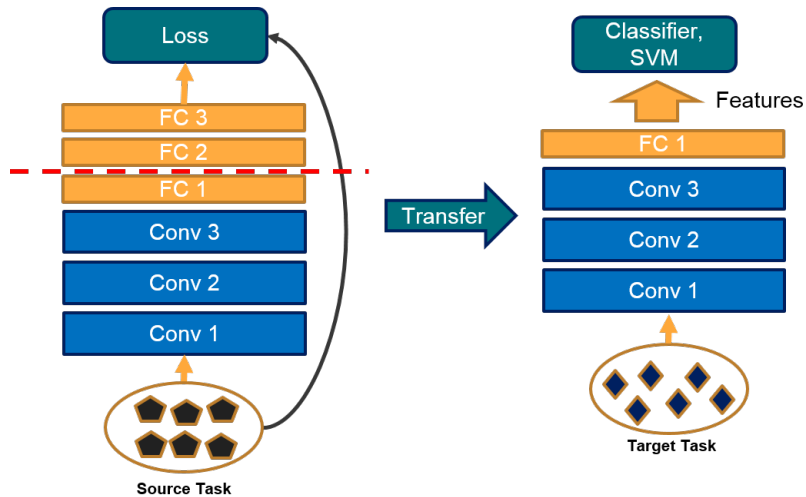 Loss
FC 3
FC 2
FC 1
Conv 3
Conv 2
Conv 1
Source Task
Transfer
Classifier,
SVM
Features
FC 1
Conv 3
Conv 2
Conv 1
Target Task